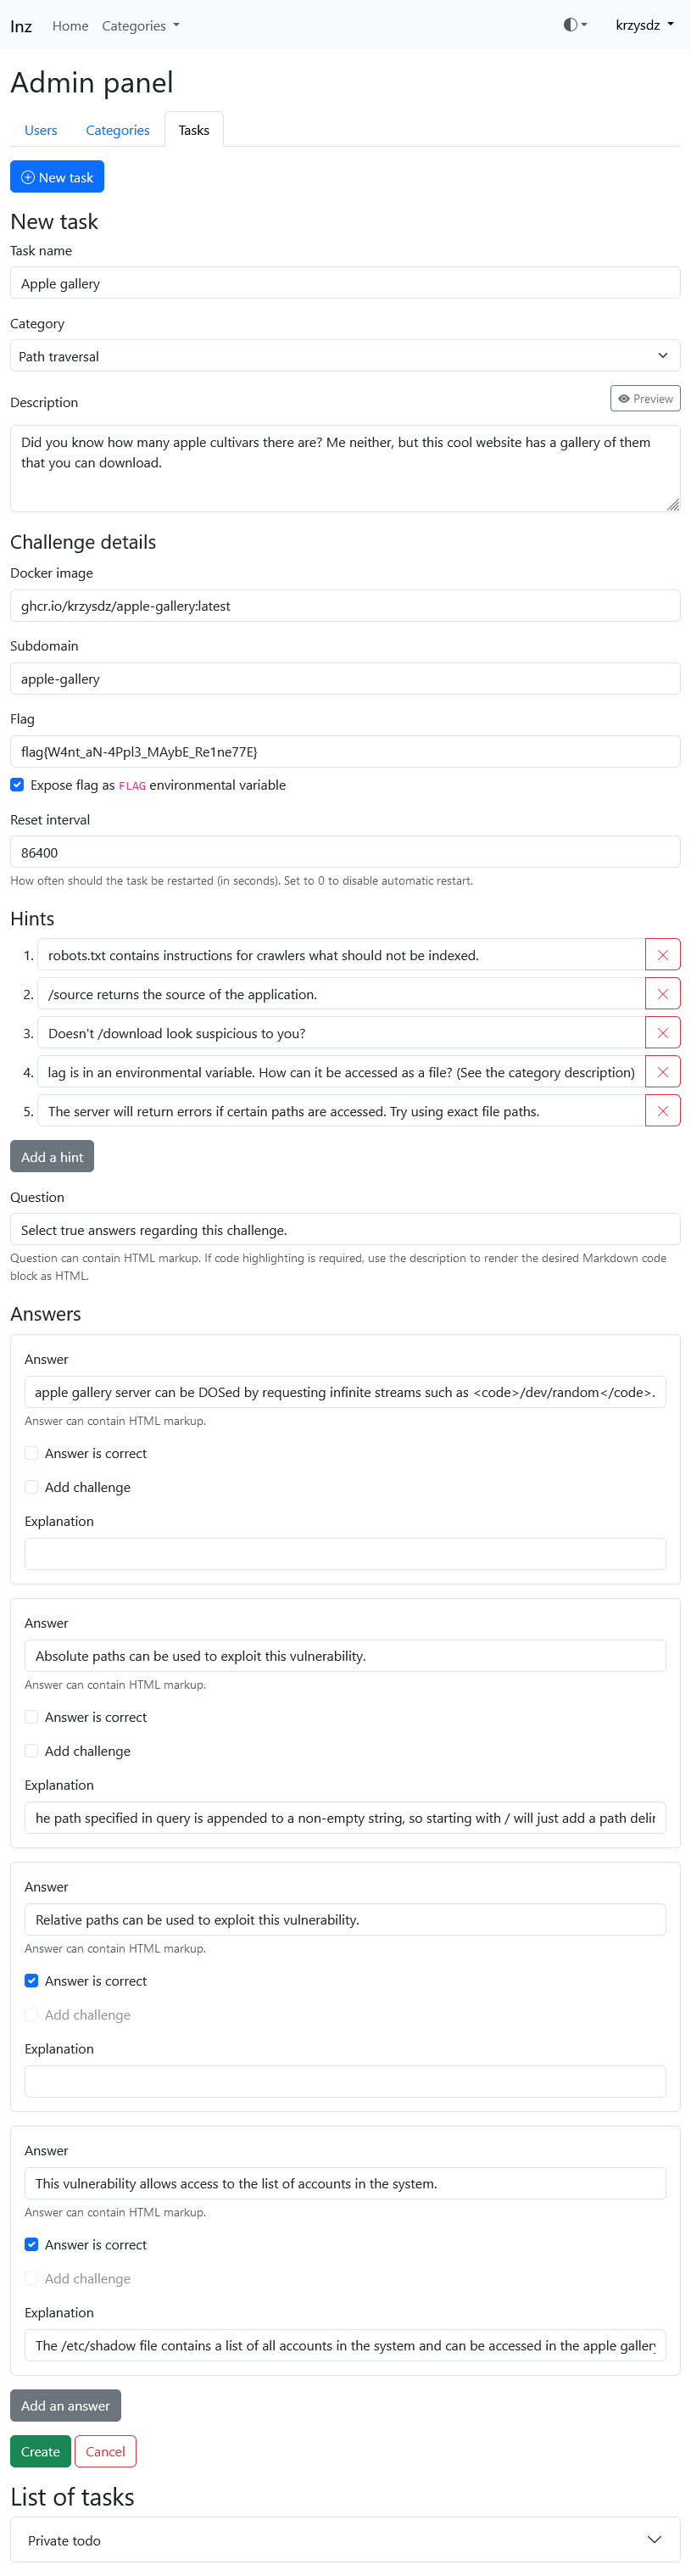 Inz
Home
Categories
krzysdz
Admin panel
Users
Categories
Tasks
New task
New task
Task name
Apple gallery
Category
Path traversal
Description
Preview
Did you know how many apple cultivars there are? Me neither, but this cool website has a gallery of them
that you can download.
Challenge details
Docker image
ghcr.io/krzysdz/apple-gallery:latest
Subdomain
apple-gallery
Flag
flag{W4nt_aN-4Ppl3_MAybE_Re1ne77E}
Expose flag as FLAG environmental variable
Reset interval
86400
How often should the task be restarted (in seconds). Set to 0 to disable automatic restart.
Hints
1. robots.txt contains instructions for crawlers what should not be indexed.
2. /source returns the source of the application.
3. Doesn't /download look suspicious to you?
4. lag is in an environmental variable. How can it be accessed as a file? (See the category description)
5. The server will return errors if certain paths are accessed. Try using exact file paths.
Add a hint
Question
Select true answers regarding this challenge.
Question can contain HTML markup. If code highlighting is required, use the description to render the desired Markdown code
block as HTML.
Answers
Answer
apple gallery server can be DOSed by requesting infinite streams such as <code>/dev/random</code>.
Answer can contain HTML markup.
Answer is correct
Add challenge
Explanation
Answer
Absolute paths can be used to exploit this vulnerability.
Answer can contain HTML markup.
Answer is correct
Add challenge
Explanation
he path specified in query is appended to a non-empty string, so starting with / will just add a path delin
Answer
Relative paths can be used to exploit this vulnerability.
Answer can contain HTML markup.
Answer is correct
Add challenge
Explanation
Answer
This vulnerability allows access to the list of accounts in the system.
Answer can contain HTML markup.
Answer is correct
Add challenge
Explanation
The /etc/shadow file contains a list of all accounts in the system and can be accessed in the apple gallery
Add an answer
Create
Cancel
List of tasks
Private todo